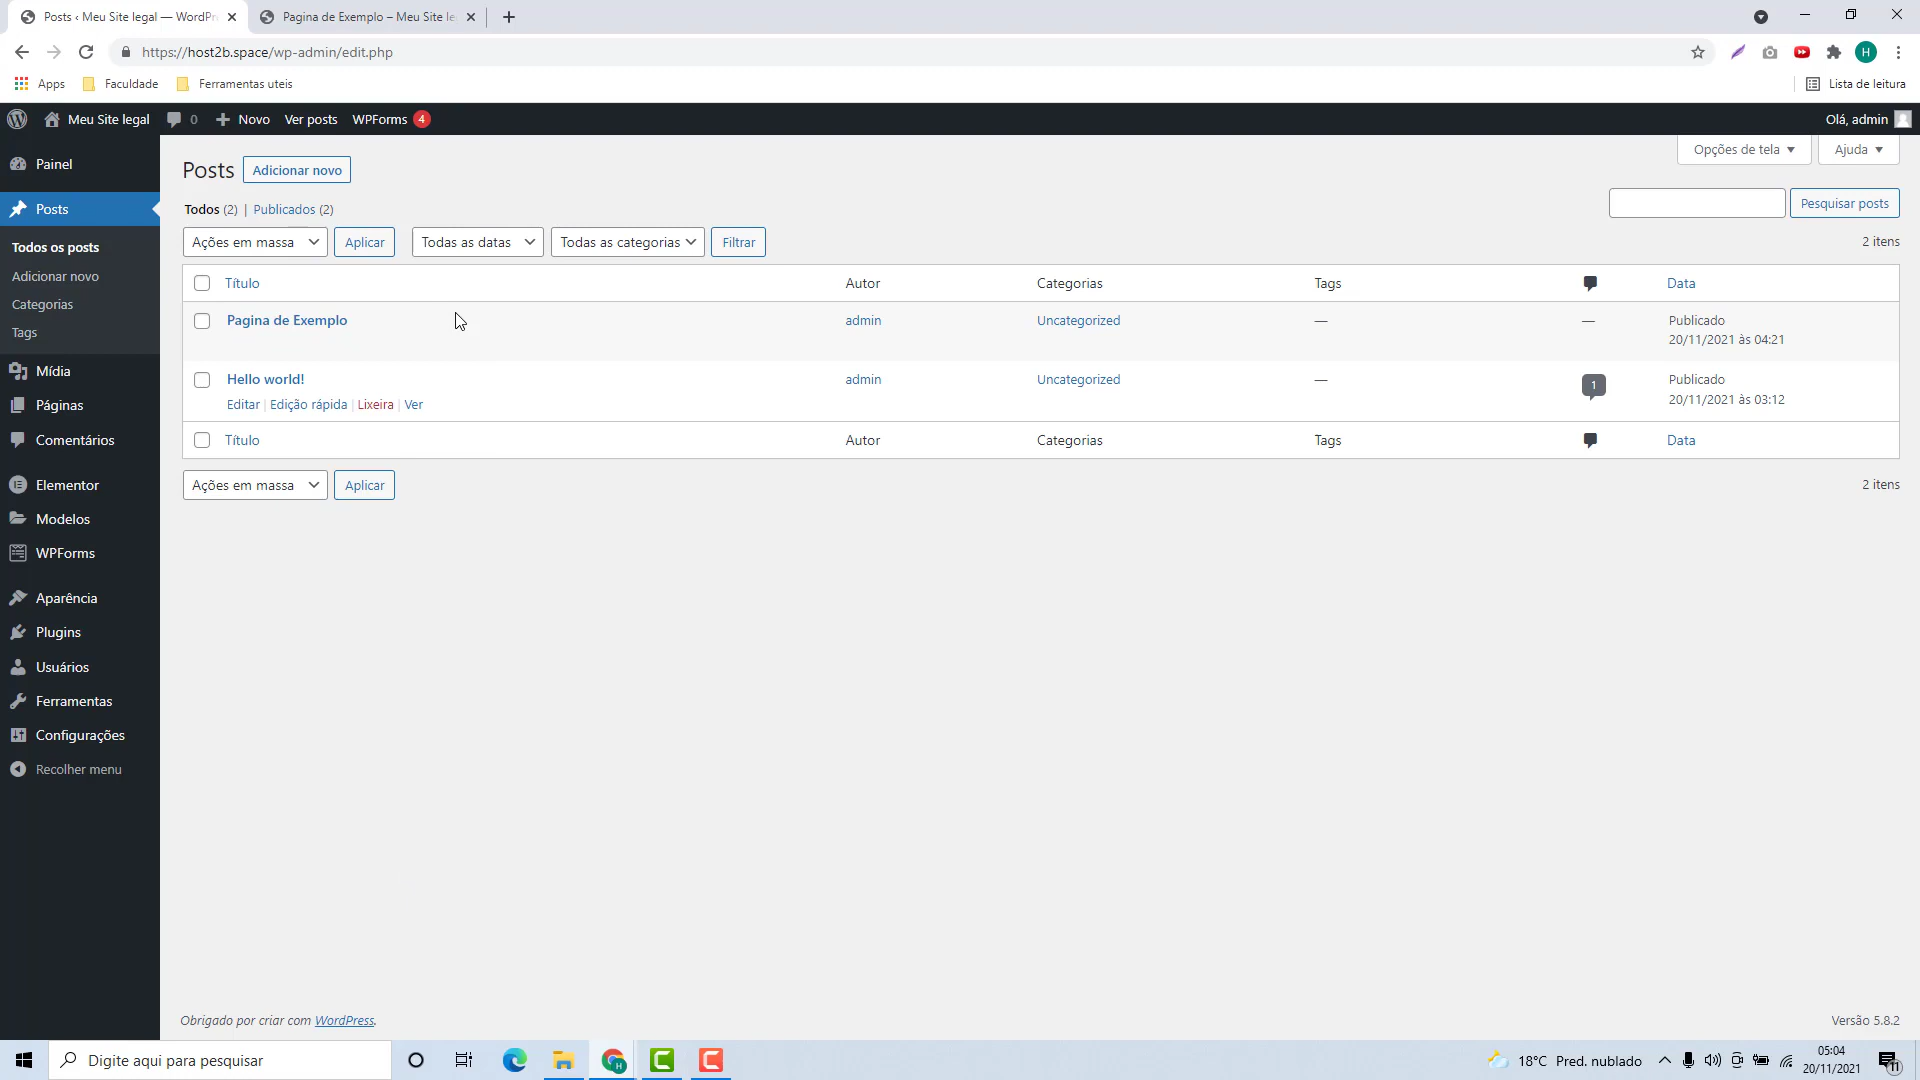 Posts ‹ Meu Site legal — WordPr
Pagina de Exemplo – Meu Site le
https://host2b.space/wp-admin/edit.php
H
Apps
Faculdade
Ferramentas uteis
Lista de leitura
Meu Site legal
0
Novo
Ver posts
WPForms 4
Olá, admin
Painel
Posts
Todos os posts
Adicionar novo
Categorias
Tags
Mídia
Páginas
Comentários
Elementor
Modelos
WPForms
Aparência
Plugins
Usuários
Ferramentas
Configurações
Recolher menu
Opções de tela
Ajuda
Posts
Adicionar novo
Todos (2) | Publicados (2)
Pesquisar posts
Ações em massa
Aplicar
Todas as datas
Todas as categorias
Filtrar
2 itens
Título Autor Categorias Tags Data
Pagina de Exemplo admin Uncategorized — — Publicado
20/11/2021 às 04:21
Hello world! admin Uncategorized — 1 Publicado
Editar | Edição rápida | Lixeira | Ver 20/11/2021 às 03:12
Título Autor Categorias Tags Data
Ações em massa
Aplicar
2 itens
Obrigado por criar com WordPress.
Versão 5.8.2
Digite aqui para pesquisar
18°C Pred. nublado
05:04
20/11/2021
11